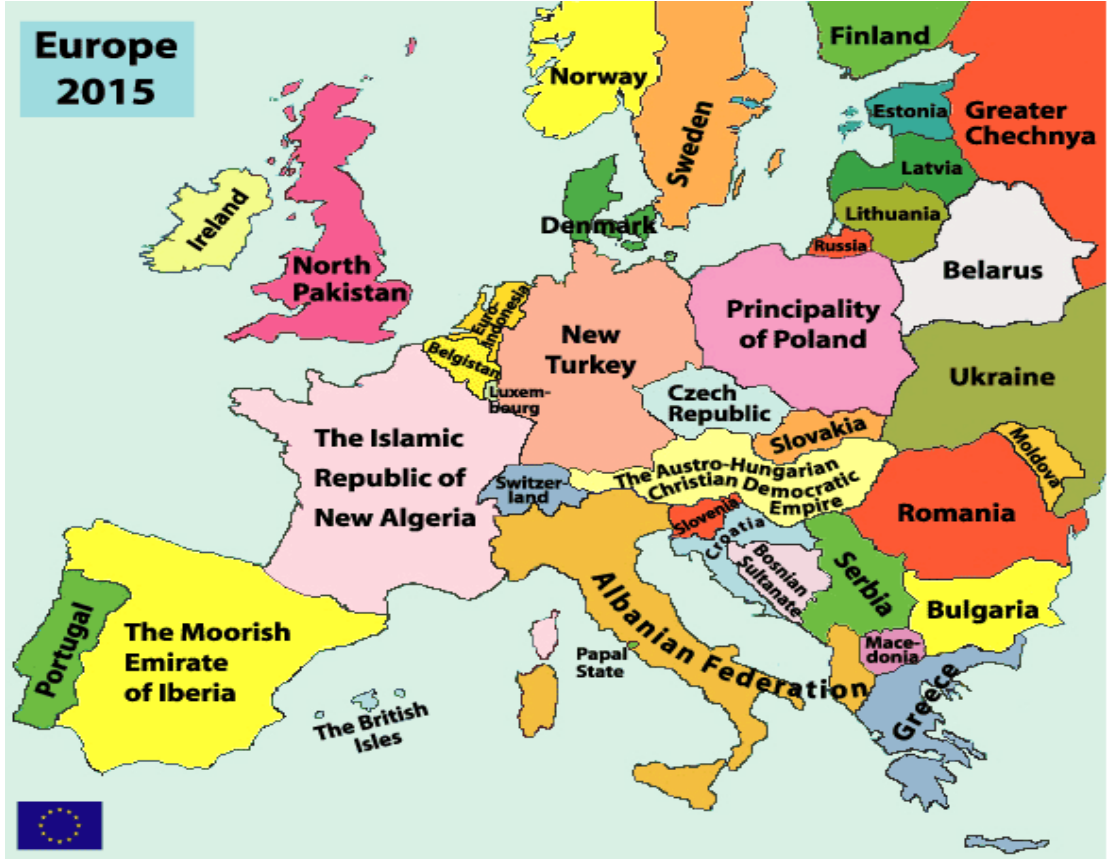 Europe
2015
Norway
Sweden
Finland
Estonia
Greater
Chechnya
Latvia
Lithuania
Russia
Denmark
Ireland
North
Pakistan
Belarus
Euro-
indonesia
Belgistan
Luxem-
bourg
New
Turkey
Principality
of Poland
Ukraine
Czech
Republic
Slovakia
Moldova
The Islamic
Republic of
New Algeria
Switzer-
land
The Austro-Hungarian
Christian Democratic
Empire
Romania
Slovenia
Croatia
Bosnian
Sultanate
Serbia
Bulgaria
Portugal
The Moorish
Emirate
of Iberia
Albanian Federation
Papal
State
Mace-
donia
Greece
The British
Isles